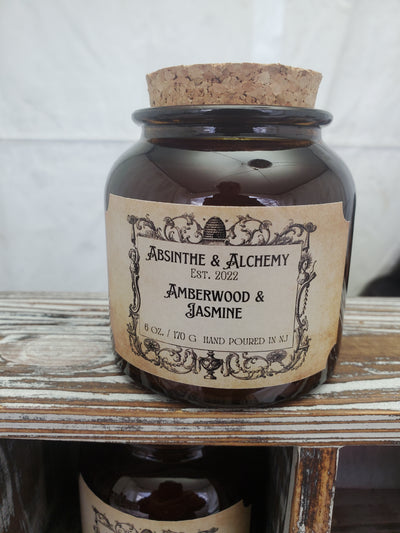 Absinthe & Alchemy
Est. 2022
Amberwood &
Jasmine
6 oz. / 170 g Hand Poured in NJ